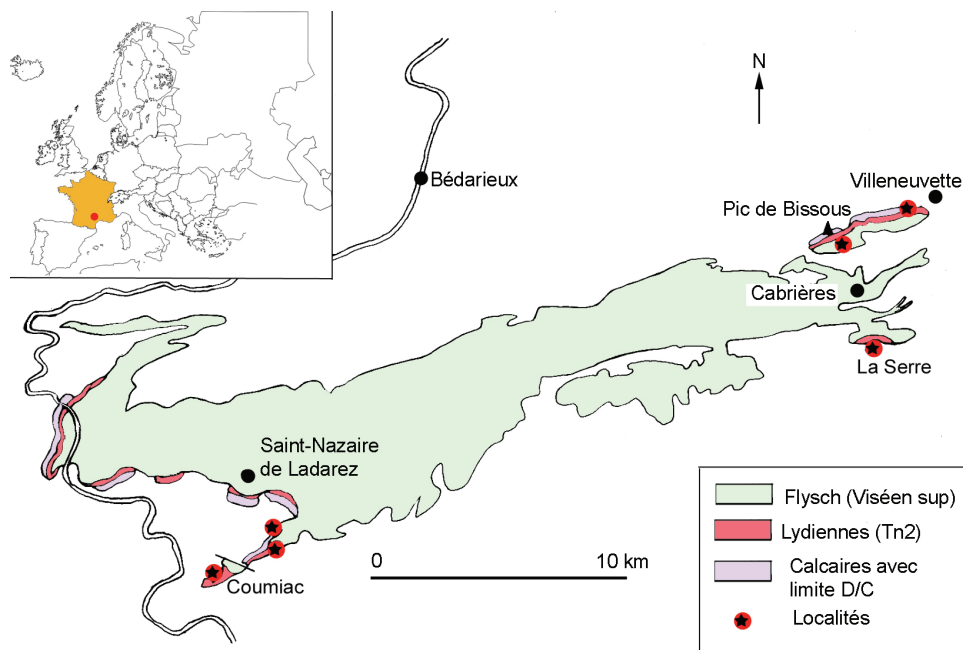 N
Bédarieux
Villeneuvette
Pic de Bissous
Cabrières
La Serre
Saint-Nazaire
de Ladarez
Coumiac
0
10 km
Flysch (Viséen sup)
Lydiennes (Tn2)
Calcaires avec
limite D/C
Localités